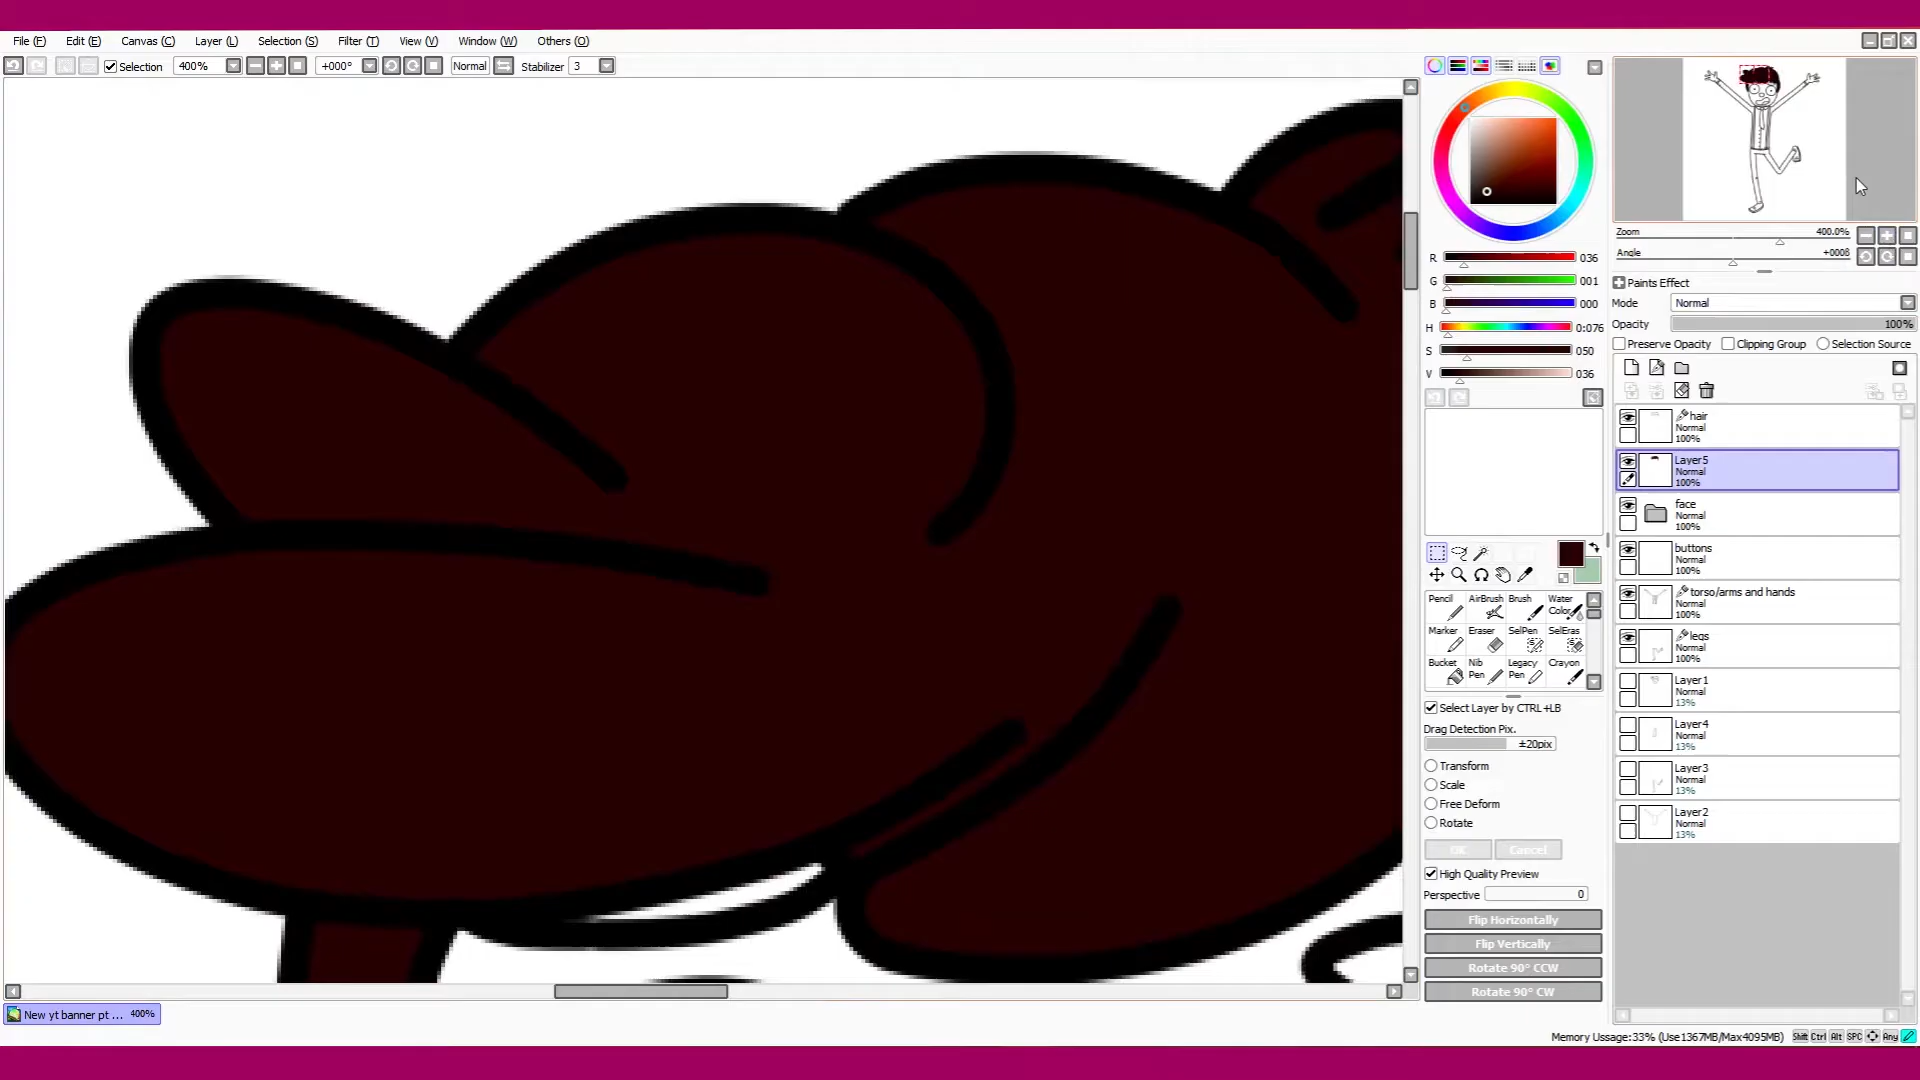 File (F) Edit (E) Canvas (C) Layer (L) Selection (S) Filter (T) View (V) Window (W) Others (O)
Selection 400% +000° Normal Stabilizer 3
R 036
G 001
B 000
H 0:076
S 050
V 036
Pencil AirBrush Brush Water Color
Marker Eraser SelPen SelEras
Bucket Nib Pen Legacy Pen Crayon
Select Layer by CTRL+LB
Drag Detection Pix.
±20pix
Transform
Scale
Free Deform
Rotate
OK Cancel
High Quality Preview
Perspective 0
Flip Horizontally
Flip Vertically
Rotate 90° CCW
Rotate 90° CW
Zoom 400.0%
Angle
Paints Effect
Mode Normal
Opacity 100%
Preserve Opacity Clipping Group Selection Source
hair
Normal
100%
Layer5
Normal
100%
face
Normal
100%
buttons
Normal
100%
torso/arms and hands
Normal
100%
legs
Normal
100%
Layer1
Normal
13%
Layer4
Normal
13%
Layer3
Normal
13%
Layer2
Normal
13%
New yt banner pt ... 400%
Memory Ussage:33% (Use1367MB/Max4095MB) Shift Ctrl Alt SPC Any